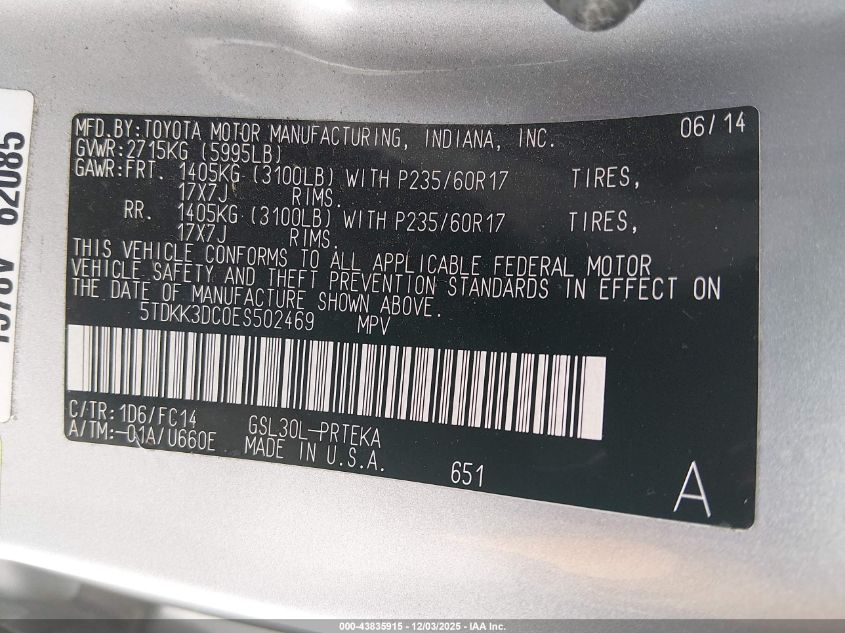 MFD.BY:TOYOTA MOTOR MANUFACTURING, INDIANA, INC. 06/14
GVWR:2715KG (5995LB)
GAWR:FRT. 1405KG (3100LB) WITH P235/60R17 TIRES,
17X7J RIMS.
RR. 1405KG (3100LB) WITH P235/60R17 TIRES,
17X7J RIMS.
THIS VEHICLE CONFORMS TO ALL APPLICABLE FEDERAL MOTOR
VEHICLE SAFETY AND THEFT PREVENTION STANDARDS IN EFFECT ON
THE DATE OF MANUFACTURE SHOWN ABOVE.
5TDKK3DC0ES502469 MPV
C/TR:1D6/FC14 GSL30L-PRTEKA
A/TM:-01A/U660E MADE IN U.S.A.
651 A
62085
000-43835915 - 12/03/2025 - IAA Inc.